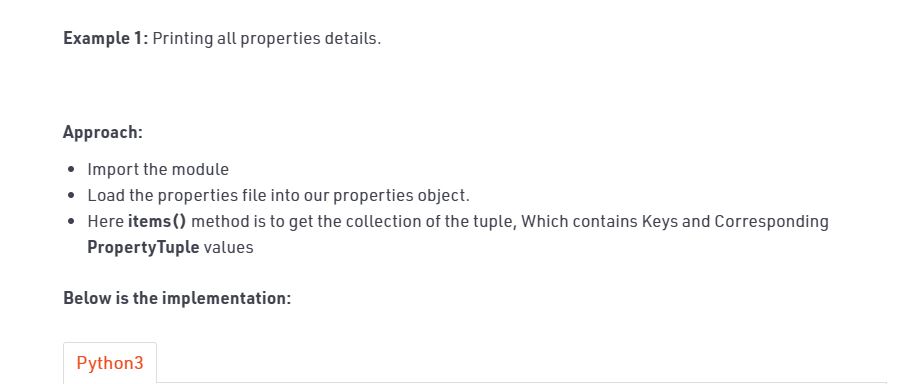 Example 1: Printing all properties details.
Approach:
Import the module
Load the properties file into our properties object.
Here items() method is to get the collection of the tuple, Which contains Keys and Corresponding
PropertyTuple values
Below is the implementation:
Python3